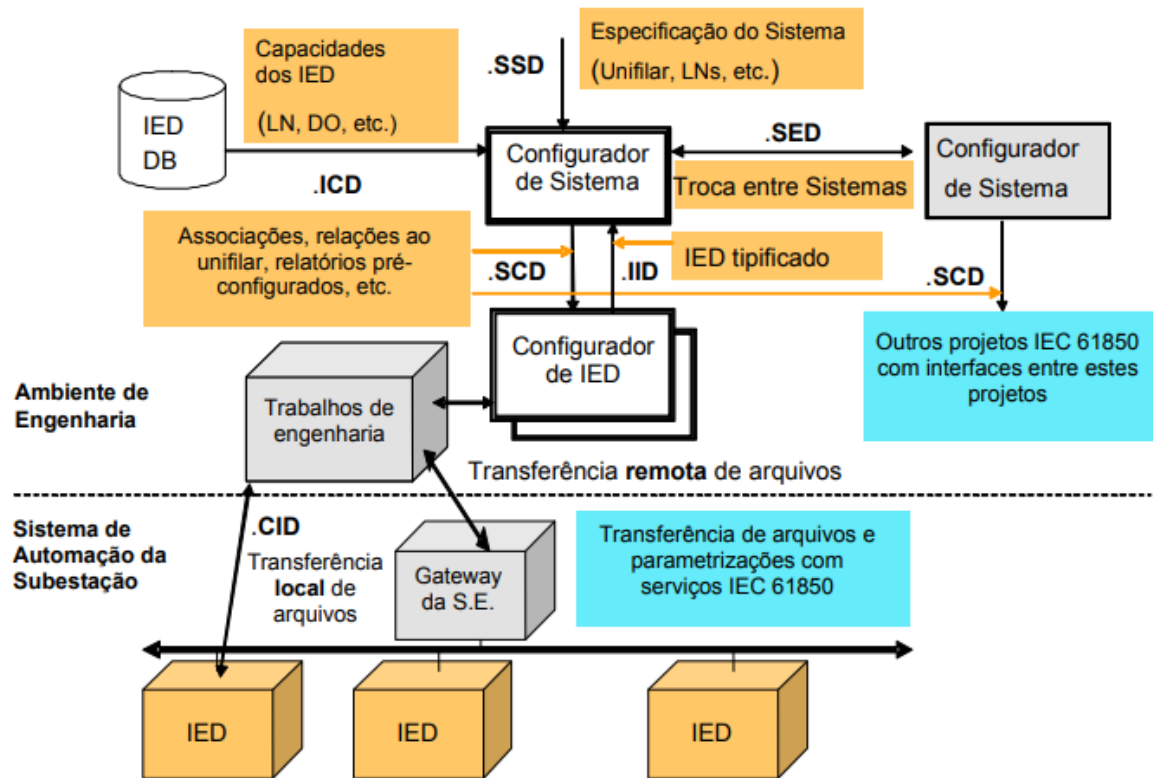 Capacidades
dos IED
(LN, DO, etc.)
.SSD
Especificação do Sistema
(Unifilar, LNs, etc.)
IED
DB
.ICD
Configurador
de Sistema
.SED
Troca entre Sistemas
Configurador
de Sistema
Associações, relações ao
unifilar, relatórios pré-
configurados, etc.
.SCD
.IID
IED tipificado
.SCD
Configurador
de IED
Outros projetos IEC 61850
com interfaces entre estes
projetos
Ambiente de
Engenharia
Trabalhos de
engenharia
Transferência remota de arquivos
Sistema de
Automação da
Subestação
.CID
Transferência
local de
arquivos
Gateway
da S.E.
Transferência de arquivos e
parametrizações com
serviços IEC 61850
IED
IED
IED